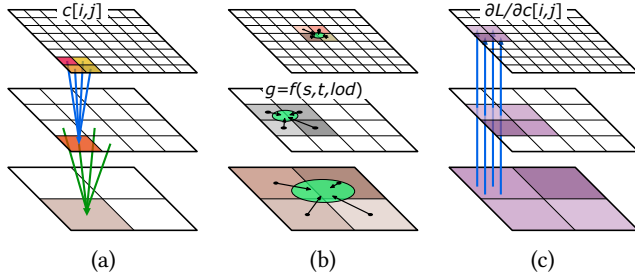 c[i,j]
∂L/∂c[i,j]
g=f(s,t,lod)
(a)
(b)
(c)